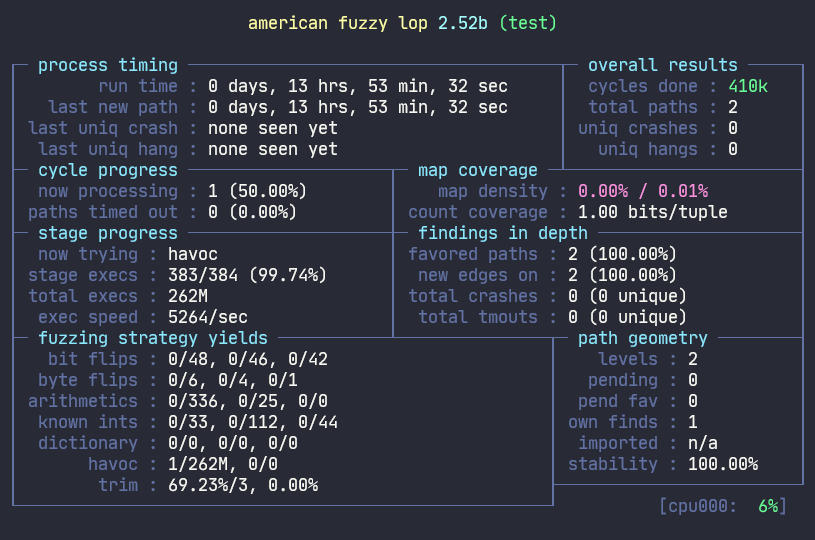 american fuzzy lop 2.52b (test)
process timing overall results
run time : 0 days, 13 hrs, 53 min, 32 sec cycles done : 410k
last new path : 0 days, 13 hrs, 53 min, 32 sec total paths : 2
last uniq crash : none seen yet uniq crashes : 0
last uniq hang : none seen yet uniq hangs : 0
cycle progress map coverage
now processing : 1 (50.00%) map density : 0.00% / 0.01%
paths timed out : 0 (0.00%) count coverage : 1.00 bits/tuple
stage progress findings in depth
now trying : havoc favored paths : 2 (100.00%)
stage execs : 383/384 (99.74%) new edges on : 2 (100.00%)
total execs : 262M total crashes : 0 (0 unique)
exec speed : 5264/sec total tmouts : 0 (0 unique)
fuzzing strategy yields path geometry
bit flips : 0/48, 0/46, 0/42 levels : 2
byte flips : 0/6, 0/4, 0/1 pending : 0
arithmetics : 0/336, 0/25, 0/0 pend fav : 0
known ints : 0/33, 0/112, 0/44 own finds : 1
dictionary : 0/0, 0/0, 0/0 imported : n/a
havoc : 1/262M, 0/0 stability : 100.00%
trim : 69.23%/3, 0.00%
[cpu000: 6%]